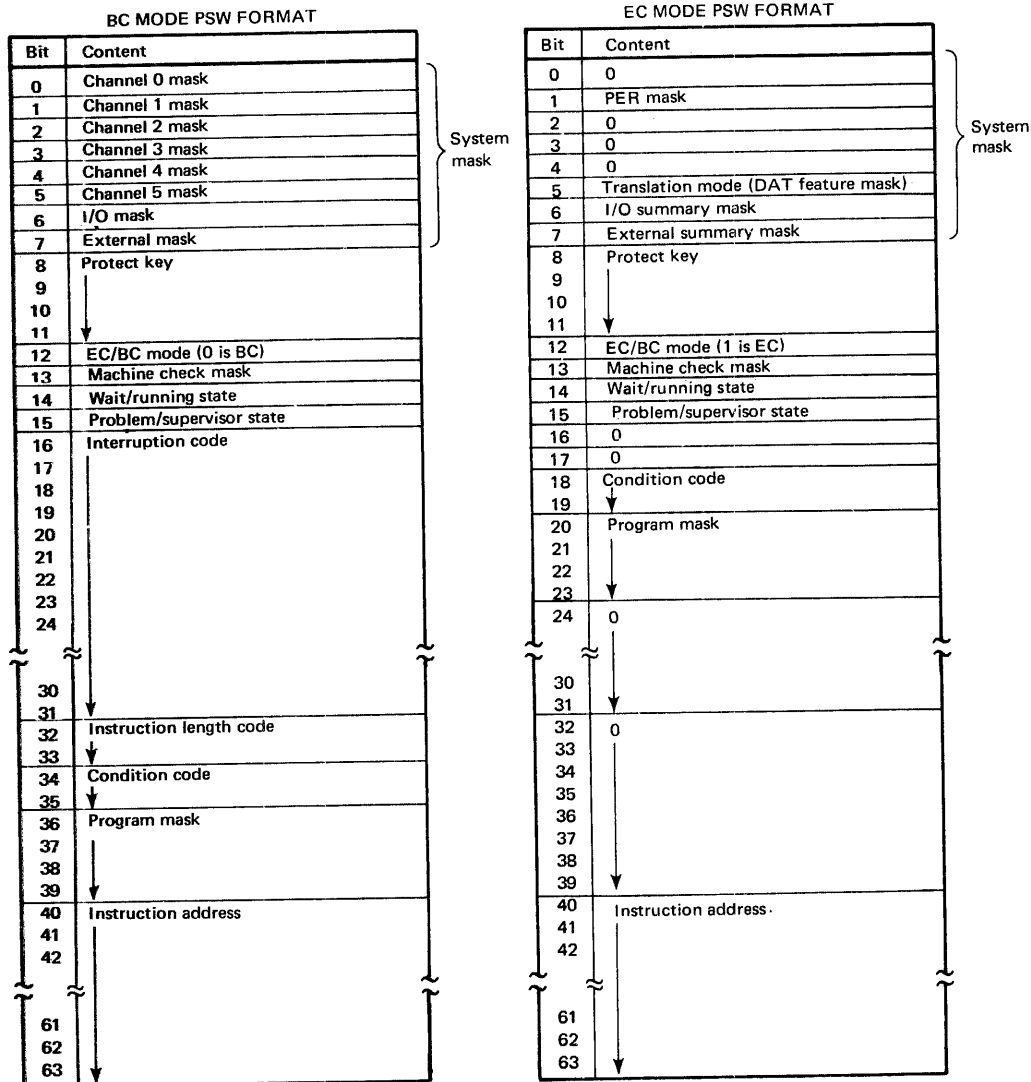 BC MODE PSW FORMAT
Bit Content
0 Channel 0 mask
1 Channel 1 mask
2 Channel 2 mask
3 Channel 3 mask
4 Channel 4 mask
5 Channel 5 mask
6 I/O mask
7 External mask
System
mask
8 Protect key
9
10
11
12 EC/BC mode (0 is BC)
13 Machine check mask
14 Wait/running state
15 Problem/supervisor state
16 Interruption code
17
18
19
20
21
22
23
24
30
31
32 Instruction length code
33
34 Condition code
35
36 Program mask
37
38
39
40 Instruction address
41
42
61
62
63
EC MODE PSW FORMAT
Bit Content
0 0
1 PER mask
2 0
3 0
4 0
5 Translation mode (DAT feature mask)
6 I/O summary mask
7 External summary mask
System
mask
8 Protect key
9
10
11
12 EC/BC mode (1 is EC)
13 Machine check mask
14 Wait/running state
15 Problem/supervisor state
16 0
17 0
18 Condition code
19
20 Program mask
21
22
23
24 0
30
31
32 0
33
34
35
36
37
38
39
40 Instruction address
41
42
61
62
63